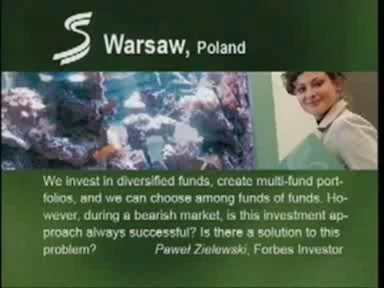 Warsaw, Poland
We invest in diversified funds, create multi-fund port-
folios, and we can choose among funds of funds. Ho-
wever, during a bearish market, is this investment ap-
proach always successful? Is there a solution to this
problem? Paweł Zielewski, Forbes Investor